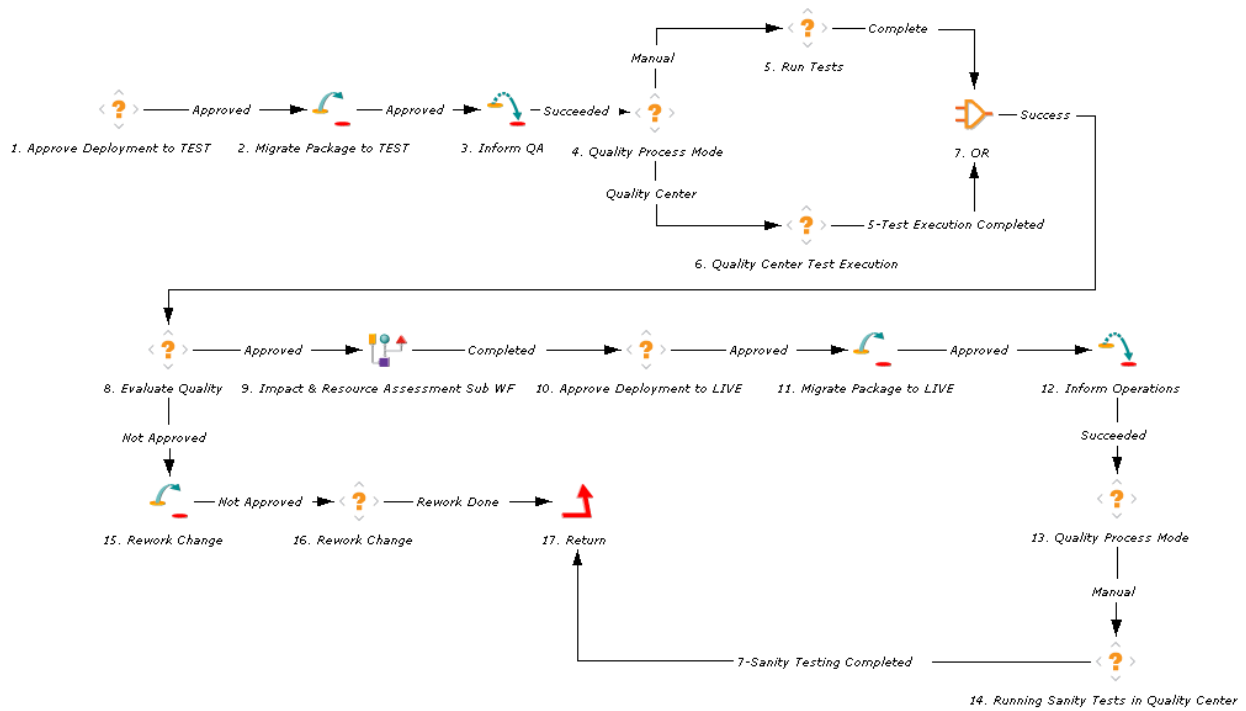 Complete
Manual
5. Run Tests
Approved
Approved
Succeeded
Success
1. Approve Deployment to TEST
2. Migrate Package to TEST
3. Inform QA
4. Quality Process Mode
7. OR
Quality Center
5-Test Execution Completed
6. Quality Center Test Execution
Approved
Completed
Approved
Approved
8. Evaluate Quality
9. Impact & Resource Assessment Sub WF
10. Approve Deployment to LIVE
11. Migrate Package to LIVE
12. Inform Operations
Not Approved
Succeeded
Not Approved
Rework Done
15. Rework Change
16. Rework Change
17. Return
13. Quality Process Mode
Manual
7-Sanity Testing Completed
14. Running Sanity Tests in Quality Center